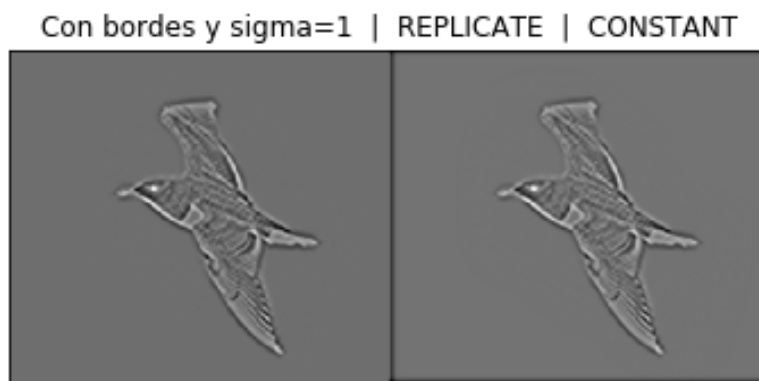 Con bordes y sigma=1 | REPLICATE | CONSTANT